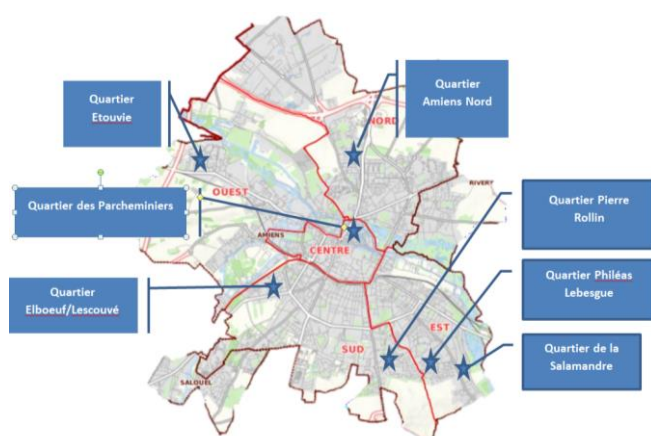 Quartier
Etouvie
Quartier
Amiens Nord
NORD
OUEST
RIVERY
Quartier des Parcheminiers
Quartier Pierre
Rollin
AMIENS
CENTRE
Quartier
Elboeuf/Lescouvé
Quartier Philéas
Lebesgue
EST
SUD
Quartier de la
Salamandre
SALOUEL